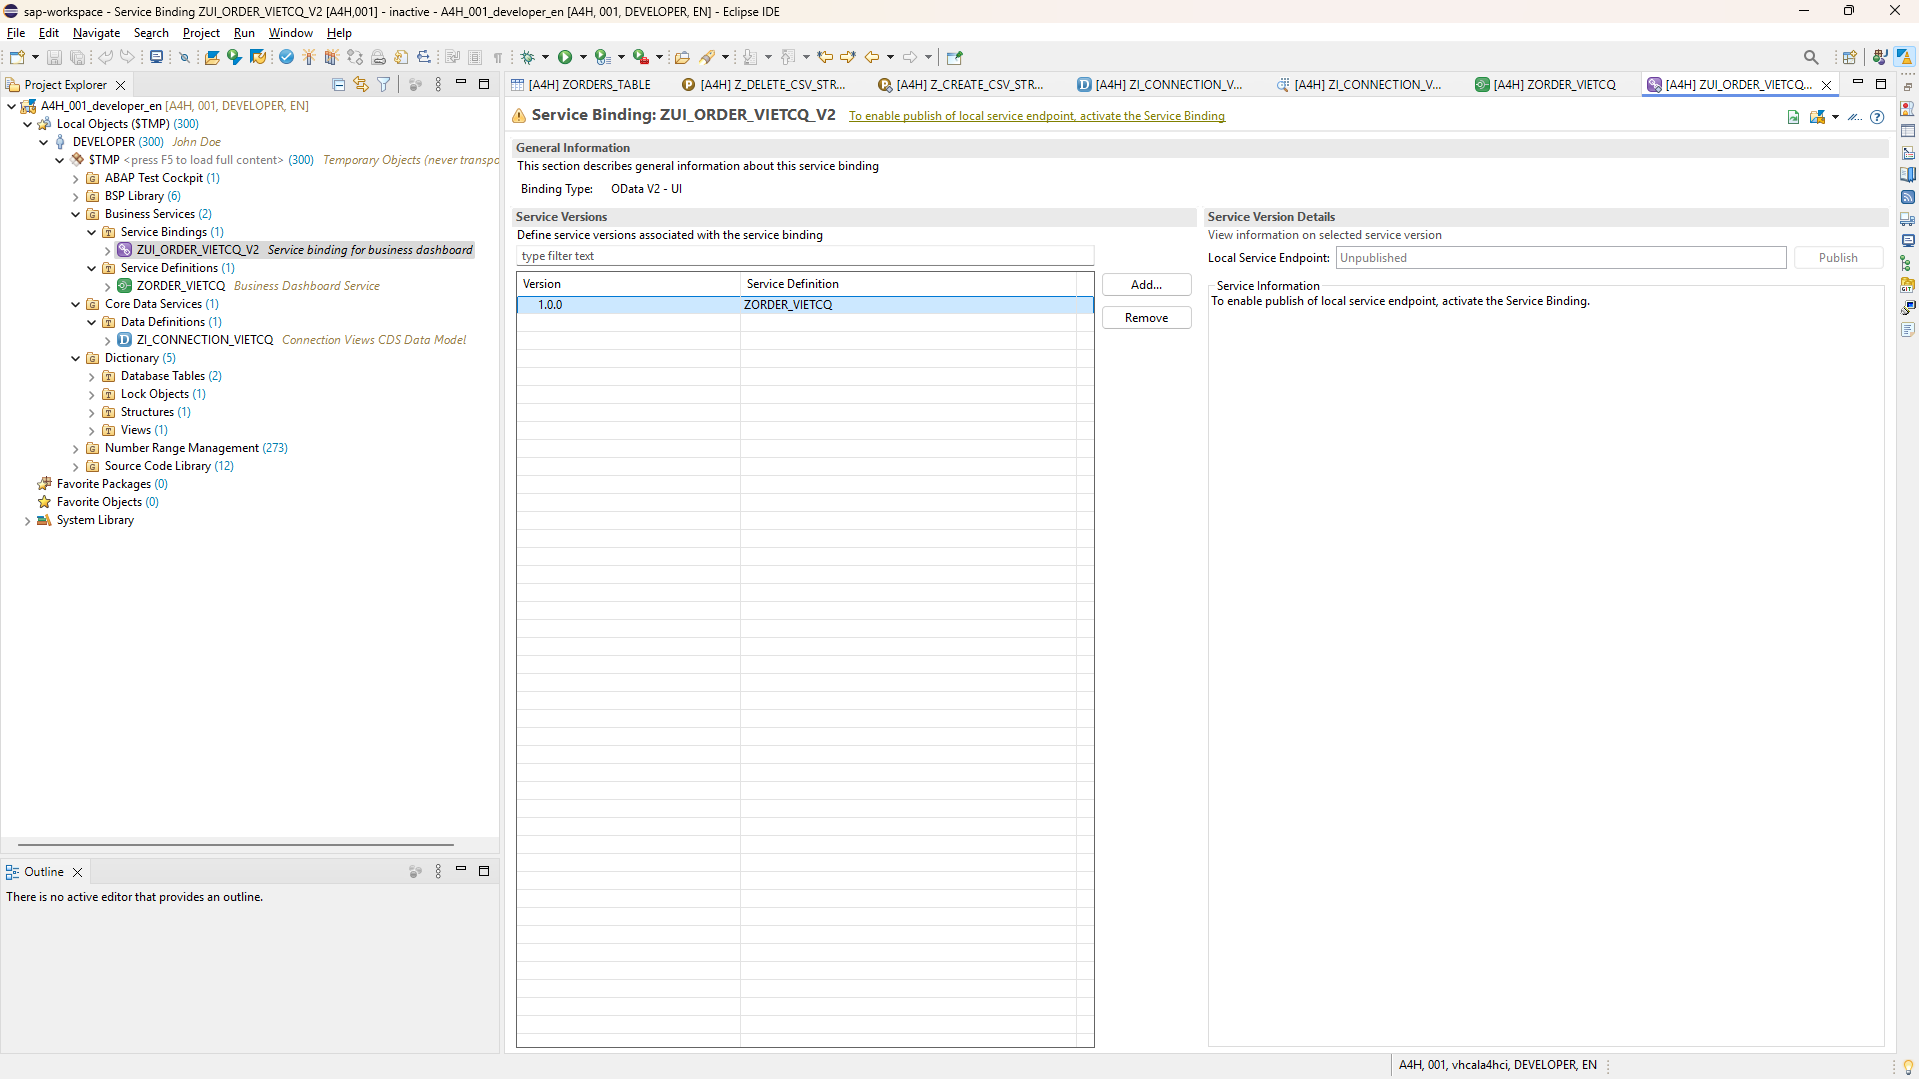 sap-workspace - Service Binding ZUI_ORDER_VIETCQ_V2 [A4H,001] - inactive - A4H_001_developer_en [A4H, 001, DEVELOPER, EN] - Eclipse IDE
File Edit Navigate Search Project Run Window Help
Project Explorer
[A4H] ZORDERS_TABLE
[A4H] Z_DELETE_CSV_STR...
[A4H] Z_CREATE_CSV_STR...
[A4H] ZI_CONNECTION_V...
[A4H] ZI_CONNECTION_V...
[A4H] ZORDER_VIETCQ
[A4H] ZUI_ORDER_VIETCQ...
A4H_001_developer_en [A4H, 001, DEVELOPER, EN]
Local Objects ($TMP) (300)
DEVELOPER (300) John Doe
$TMP <press F5 to load full content> (300) Temporary Objects (never transpo
ABAP Test Cockpit (1)
BSP Library (6)
Business Services (2)
Service Bindings (1)
ZUI_ORDER_VIETCQ_V2 Service binding for business dashboard
Service Definitions (1)
ZORDER_VIETCQ Business Dashboard Service
Core Data Services (1)
Data Definitions (1)
ZI_CONNECTION_VIETCQ Connection Views CDS Data Model
Dictionary (5)
Database Tables (2)
Lock Objects (1)
Structures (1)
Views (1)
Number Range Management (273)
Source Code Library (12)
Favorite Packages (0)
Favorite Objects (0)
System Library
Outline
There is no active editor that provides an outline.
Service Binding: ZUI_ORDER_VIETCQ_V2 To enable publish of local service endpoint, activate the Service Binding
General Information
This section describes general information about this service binding
Binding Type: OData V2 - UI
Service Versions
Define service versions associated with the service binding
type filter text
Version Service Definition
1.0.0 ZORDER_VIETCQ
Add...
Remove
Service Version Details
View information on selected service version
Local Service Endpoint: Unpublished Publish
Service Information
To enable publish of local service endpoint, activate the Service Binding.
A4H, 001, vhcala4hci, DEVELOPER, EN